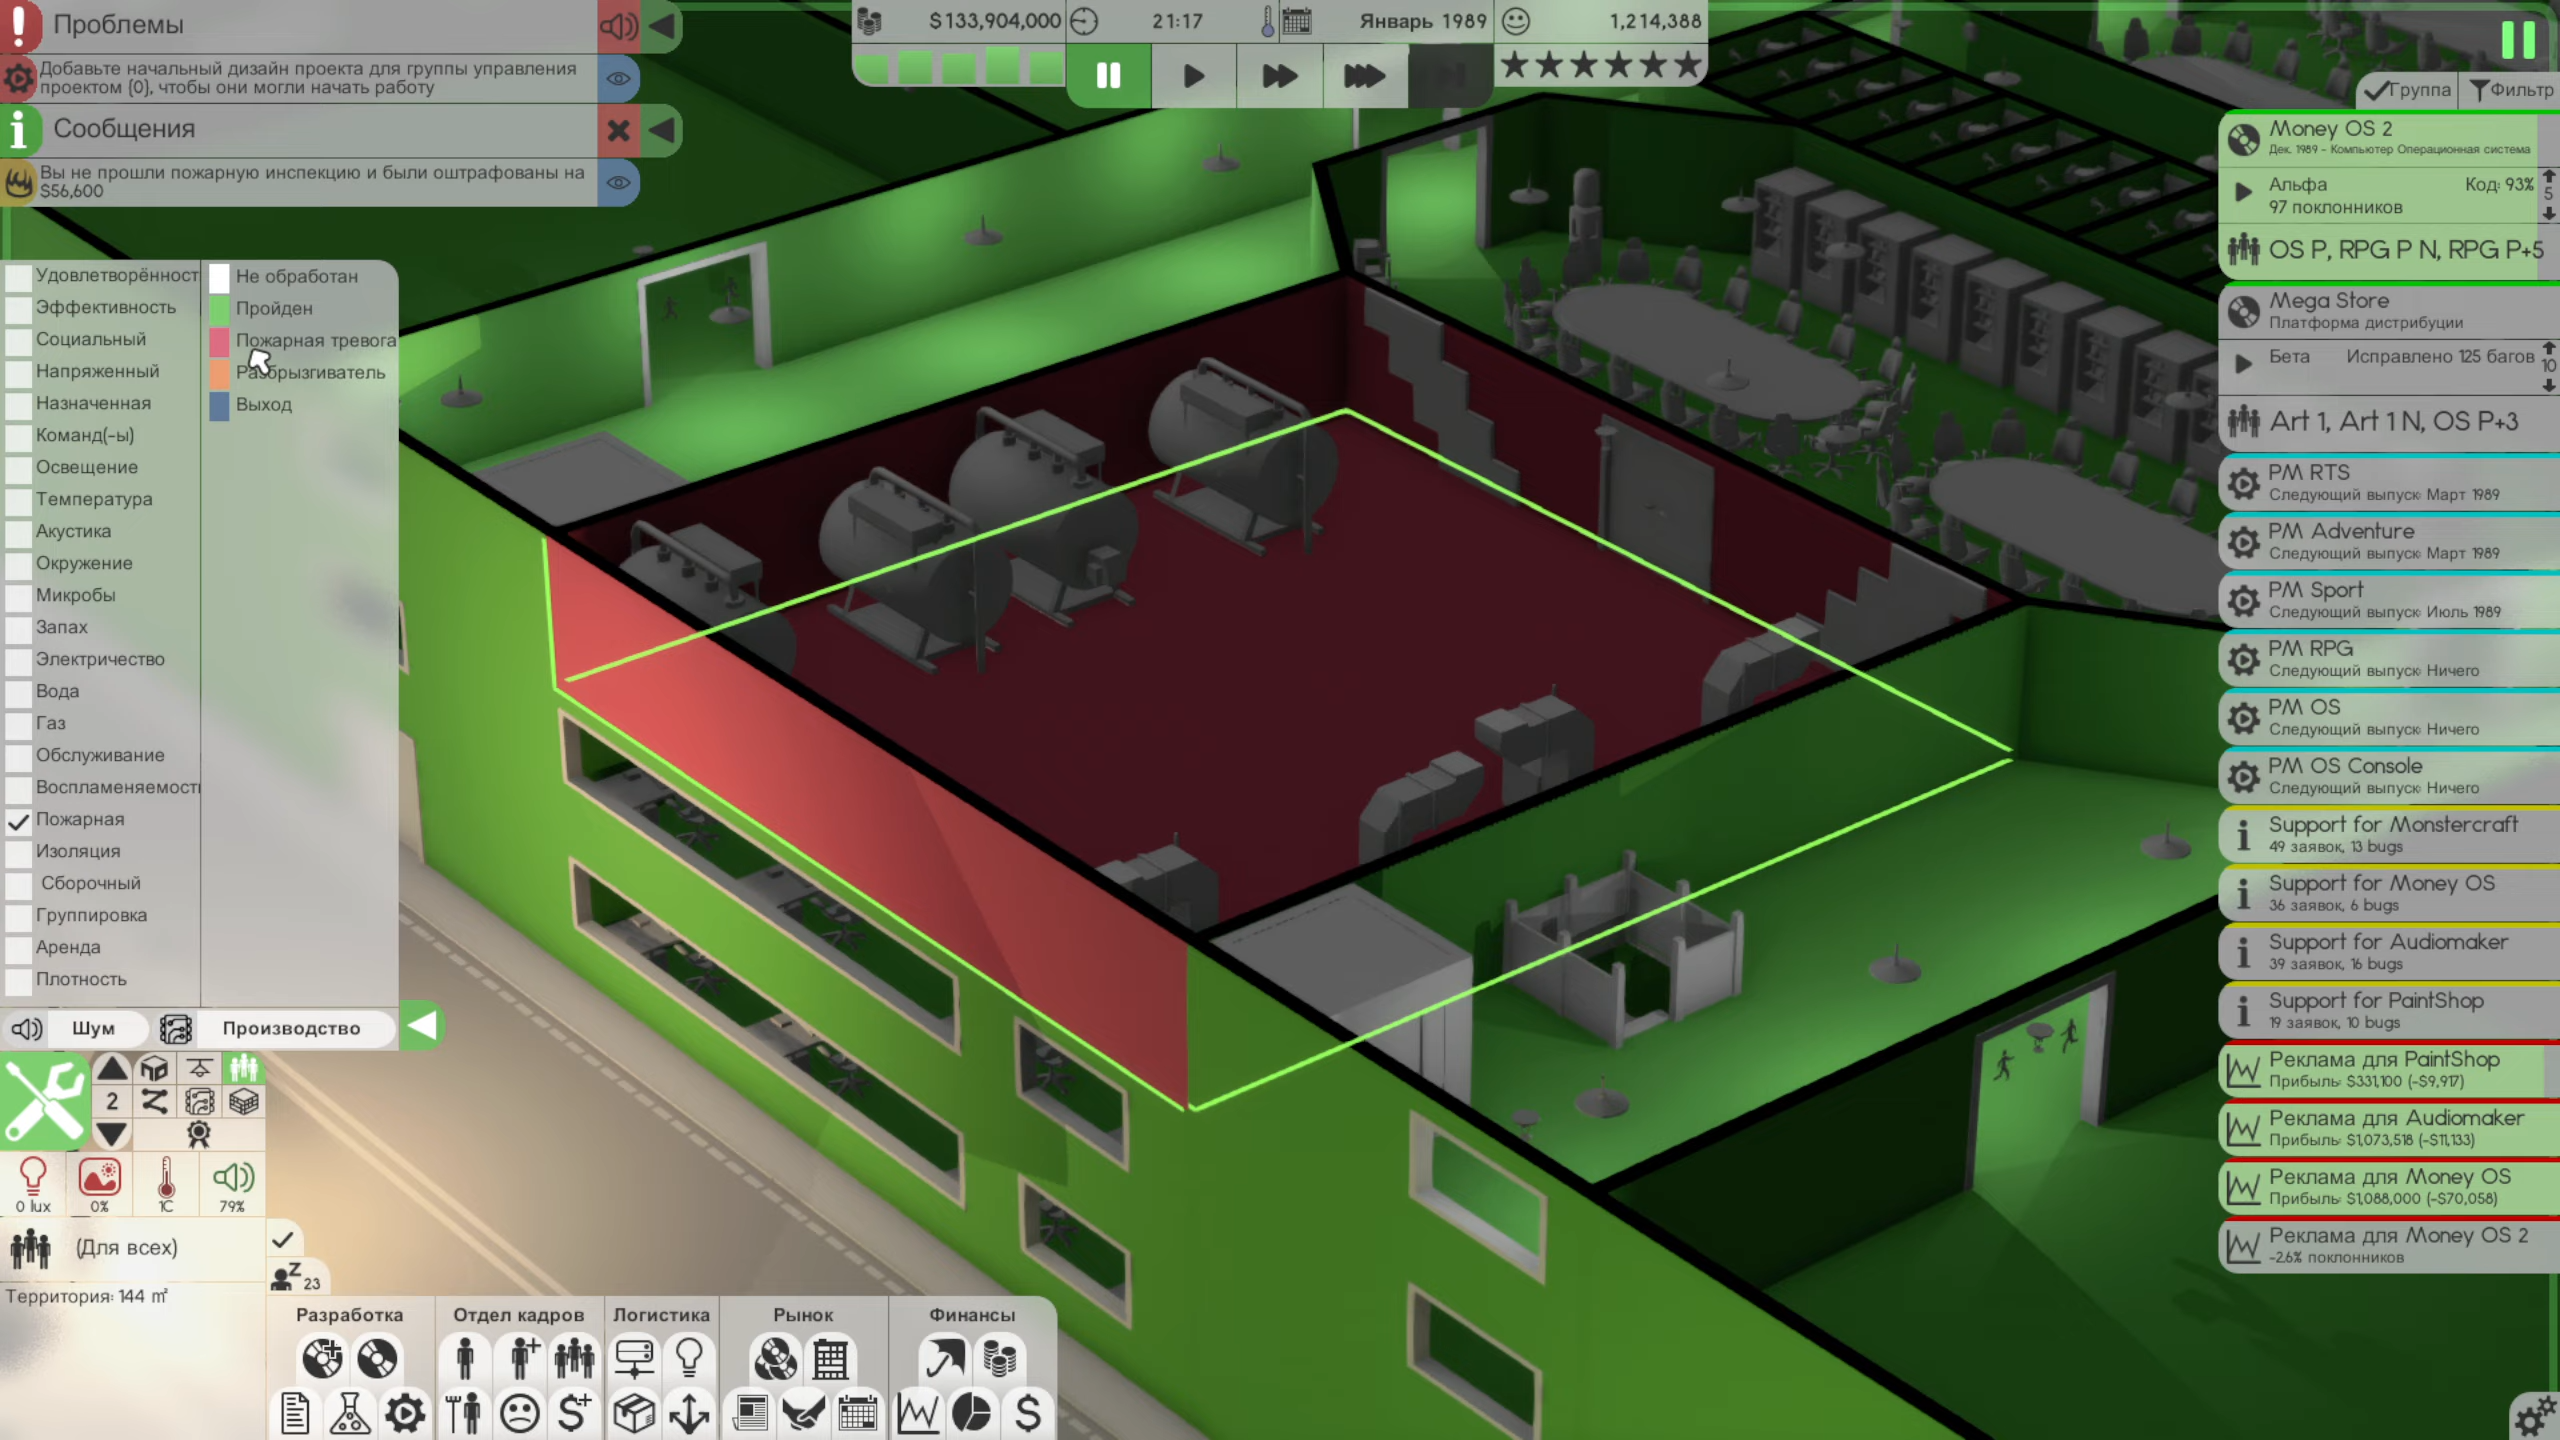 Проблемы
Добавьте начальный дизайн проекта для группы управления
проектом {0}, чтобы они могли начать работу
Сообщения
Вы не прошли пожарную инспекцию и были оштрафованы на
$56,600
$133,904,000
21:17
Январь 1989
1,214,388
Группа
Фильтр
Удовлетворённост
Эффективность
Социальный
Напряженный
Назначенная
Команд(-ы)
Освещение
Температура
Акустика
Окружение
Микробы
Запах
Электричество
Вода
Газ
Обслуживание
Воспламеняемост
Пожарная
Изоляция
Сборочный
Группировка
Аренда
Плотность
Не обработан
Пройден
Пожарная тревога
Разбрызгиватель
Выход
Шум
Производство
2
0 lux
0%
1C
79%
(Для всех)
Z 23
Территория: 144 m²
Разработка
Отдел кадров
Логистика
Рынок
Финансы
Money OS 2
Дек. 1989 - Компьютер Операционная система
Альфа
Код: 93%
97 поклонников
5
OS P, RPG P N, RPG P+5
Mega Store
Платформа дистрибуции
Бета
Исправлено 125 багов
10
Art 1, Art 1 N, OS P+3
PM RTS
Следующий выпуск: Март 1989
PM Adventure
Следующий выпуск: Март 1989
PM Sport
Следующий выпуск: Июль 1989
PM RPG
Следующий выпуск: Ничего
PM OS
Следующий выпуск: Ничего
PM OS Console
Следующий выпуск: Ничего
Support for Monstercraft
49 заявок, 13 bugs
Support for Money OS
36 заявок, 6 bugs
Support for Audiomaker
39 заявок, 16 bugs
Support for PaintShop
19 заявок, 10 bugs
Реклама для PaintShop
Прибыль: $331,100 (-$9,917)
Реклама для Audiomaker
Прибыль: $1,073,518 (-$11,133)
Реклама для Money OS
Прибыль: $1,088,000 (-$70,058)
Реклама для Money OS 2
-2.6% поклонников